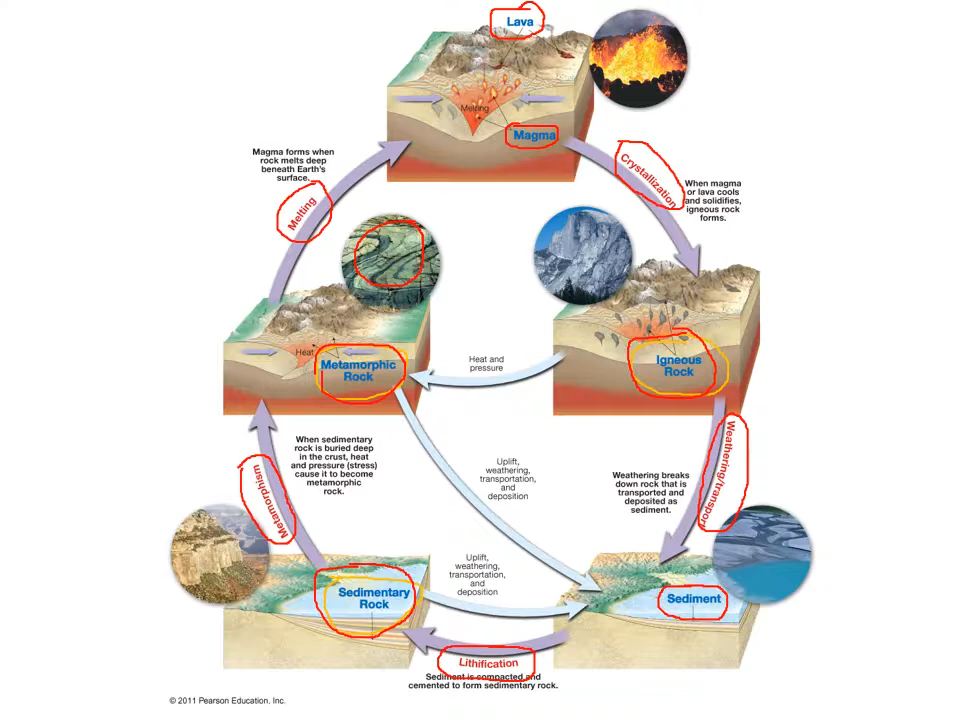 Lava
Melting
Magma
Magma forms when
rock melts deep
beneath Earth's
surface.
Melting
Crystallization
When magma
or lava cools
and solidifies,
igneous rock
forms.
Heat
Metamorphic
Rock
Heat and
pressure
Igneous
Rock
When sedimentary
rock is buried deep
in the crust, heat
and pressure (stress)
cause it to become
metamorphic
rock.
Metamorphism
Uplift,
weathering,
transportation,
and
deposition
Weathering breaks
down rock that is
transported and
deposited as
sediment.
Weathering/transport
Uplift,
weathering,
transportation,
and
deposition
Sedimentary
Rock
Sediment
Lithification
Sediment is compacted and
cemented to form sedimentary rock.
© 2011 Pearson Education, Inc.